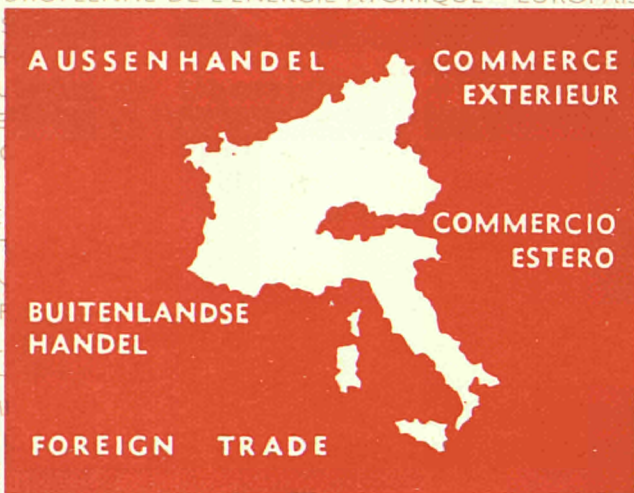 AUSSENHANDEL
COMMERCE
EXTERIEUR
COMMERCIO
ESTERO
BUITENLANDSE
HANDEL
FOREIGN TRADE